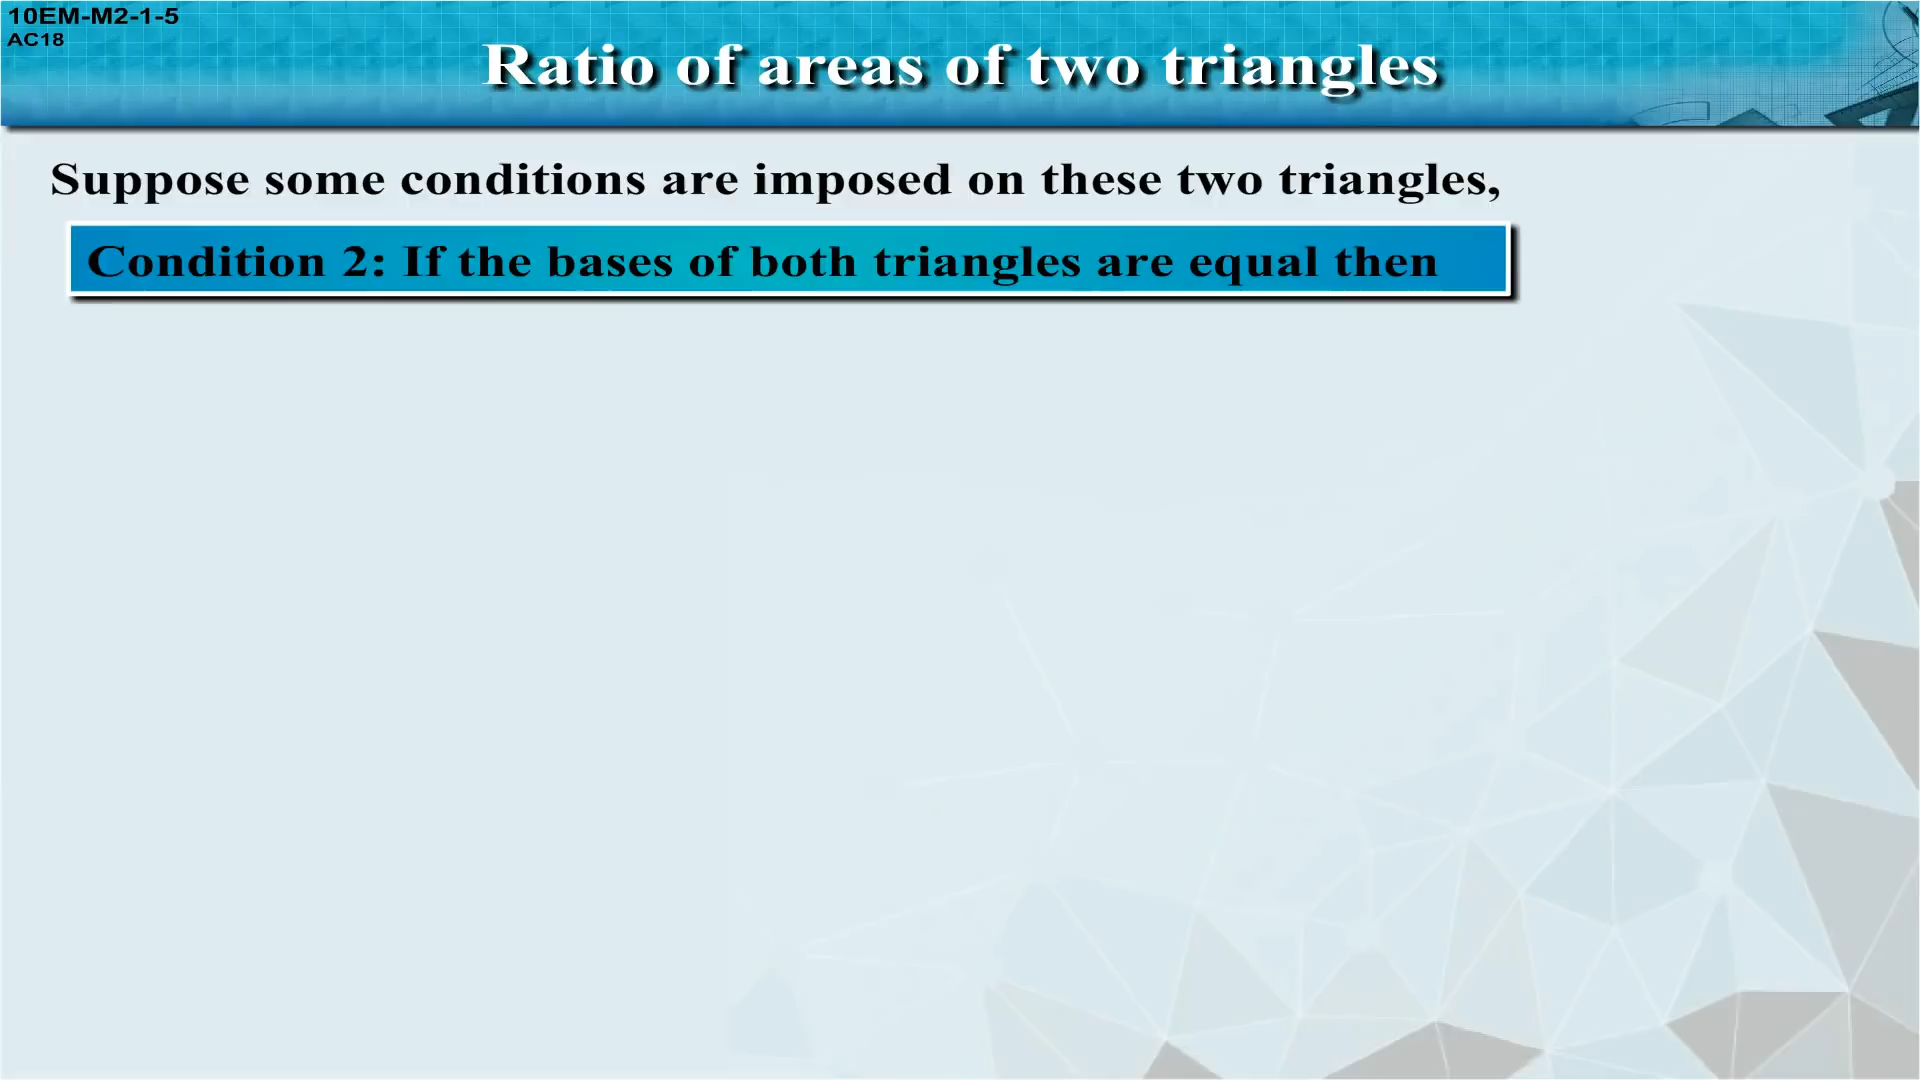 10EM-M2-1-5
AC18
Ratio of areas of two triangles
Suppose some conditions are imposed on these two triangles,
Condition 2: If the bases of both triangles are equal then